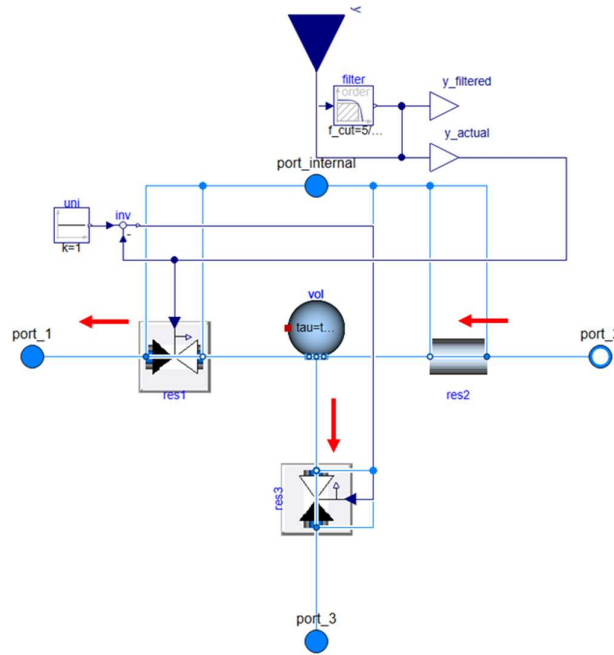 y
filter
order
f_cut=5/...
y_filtered
y_actual
port_internal
uni
k=1
inv
-
vol
tau=t...
port_1
res1
res2
res3
port_3